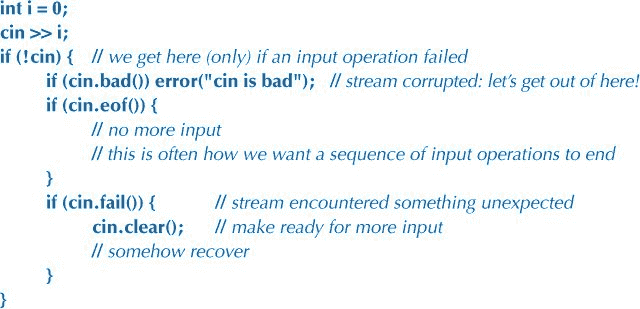 int i = 0;
cin >> i;
if (!cin) { // we get here (only) if an input operation failed
if (cin.bad()) error("cin is bad"); // stream corrupted: let’s get out of here!
if (cin.eof()) {
// no more input
// this is often how we want a sequence of input operations to end
}
if (cin.fail()) { // stream encountered something unexpected
cin.clear(); // make ready for more input
// somehow recover
}
}